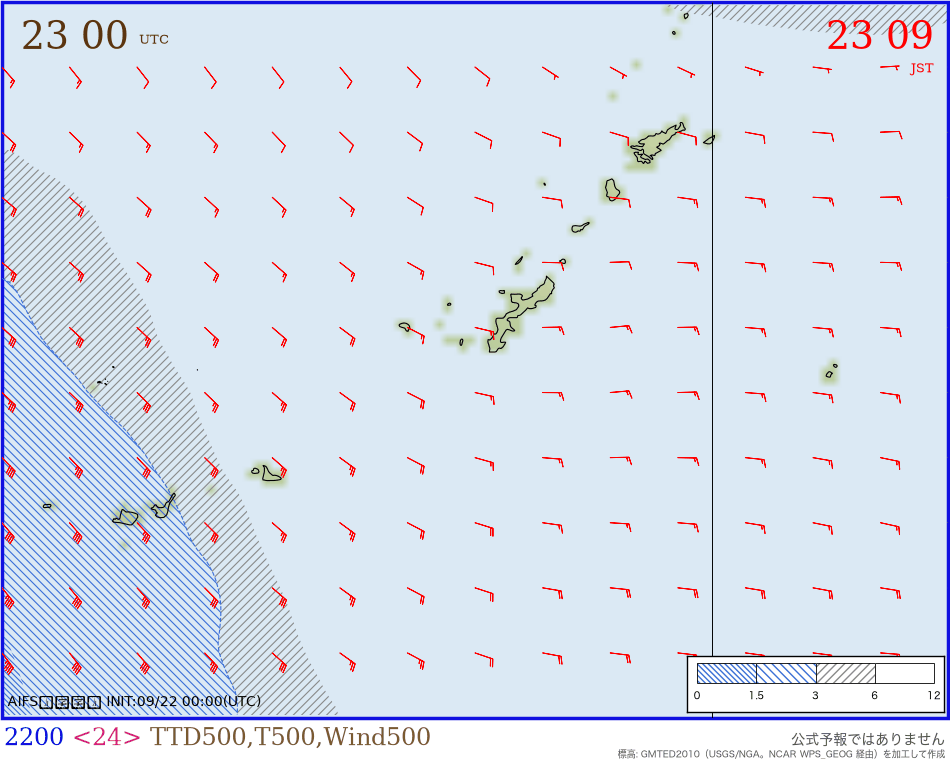 23 00 UTC
23 09
JST
AIFS□□□□ INIT:09/22 00:00(UTC)
0 1.5 3 6 12
2200 <24> TTD500,T500,Wind500
公式予報ではありません
標高: GMTED2010（USGS/NGA。NCAR WPS_GEOG 経由）を加工して作成